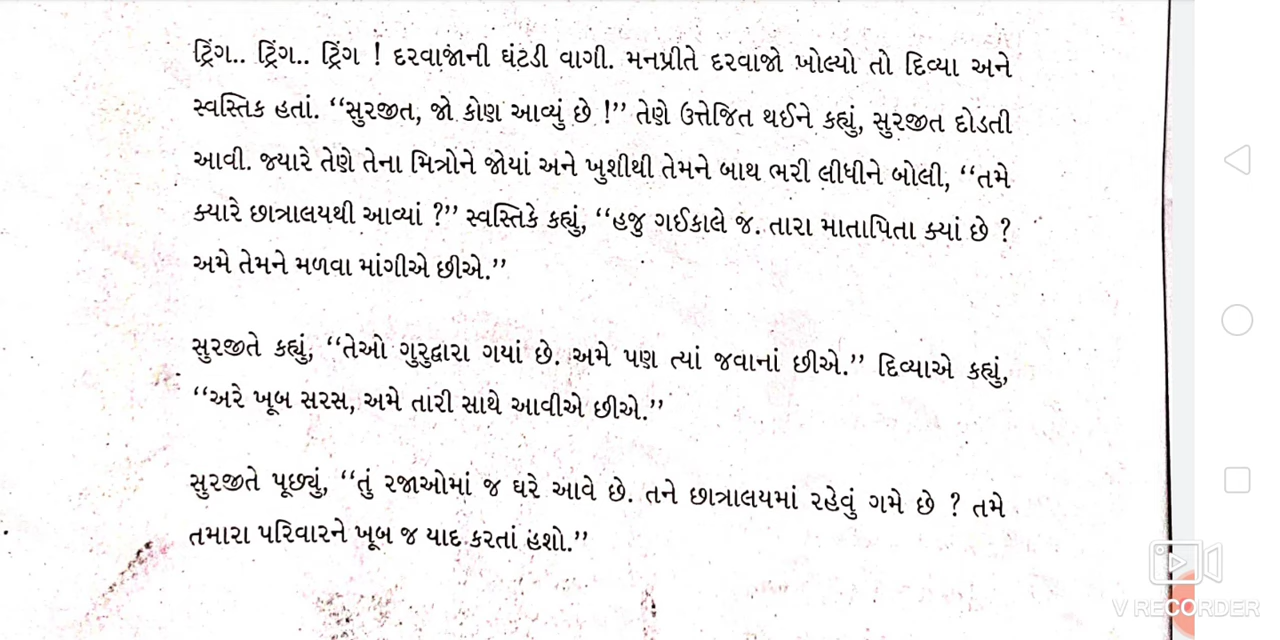 ટ્રિંગ.. ટ્રિંગ.. ટ્રિંગ ! દરવાજાની ઘંટડી વાગી. મનપ્રીતે દરવાજો ખોલ્યો તો દિવ્યા અને
સ્વસ્તિક હતાં. “સુરજીત, જો કોણ આવ્યું છે !” તેણે ઉત્તેજિત થઈને કહ્યું, સુરજીત દોડતી
આવી. જ્યારે તેણે તેના મિત્રોને જોયાં અને ખુશીથી તેમને બાથ ભરી લીધીને બોલી, “તમે
ક્યારે છાત્રાલયથી આવ્યાં ?” સ્વસ્તિકે કહ્યું, “હજુ ગઈકાલે જ. તારા માતાપિતા ક્યાં છે ?
અમે તેમને મળવા માંગીએ છીએ.”
સુરજીતે કહ્યું, “તેઓ ગુરુદ્વારા ગયાં છે. અમે પણ ત્યાં જવાનાં છીએ.” દિવ્યાએ કહ્યું,
“અરે ખૂબ સરસ, અમે તારી સાથે આવીએ છીએ.”
સુરજીતે પૂછ્યું, “તું રજાઓમાં જ ઘરે આવે છે. તને છાત્રાલયમાં રહેવું ગમે છે ? તમે
તમારા પરિવારને ખૂબ જ યાદ કરતાં હશો.”
V RECORDER